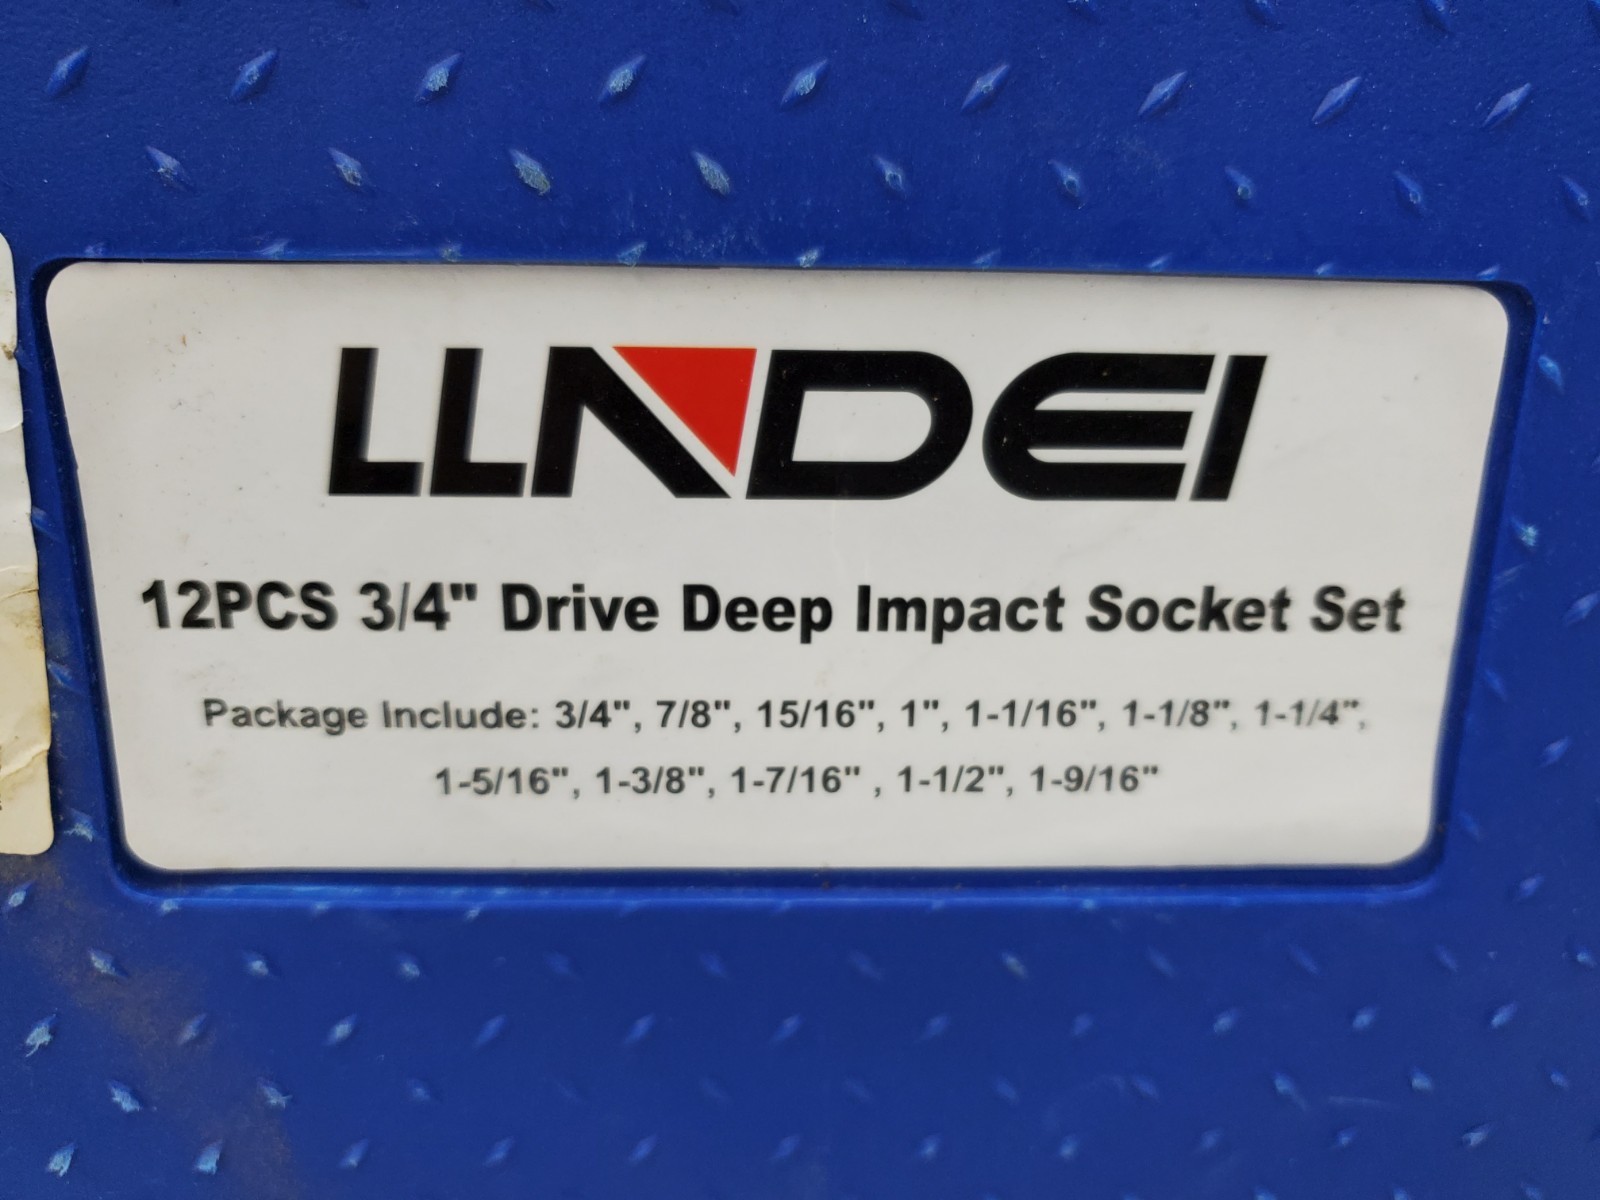 LLNDEI
12PCS 3/4" Drive Deep Impact Socket Set
Package Include: 3/4", 7/8", 15/16", 1", 1-1/16", 1-1/8", 1-1/4",
1-5/16", 1-3/8", 1-7/16" , 1-1/2", 1-9/16"